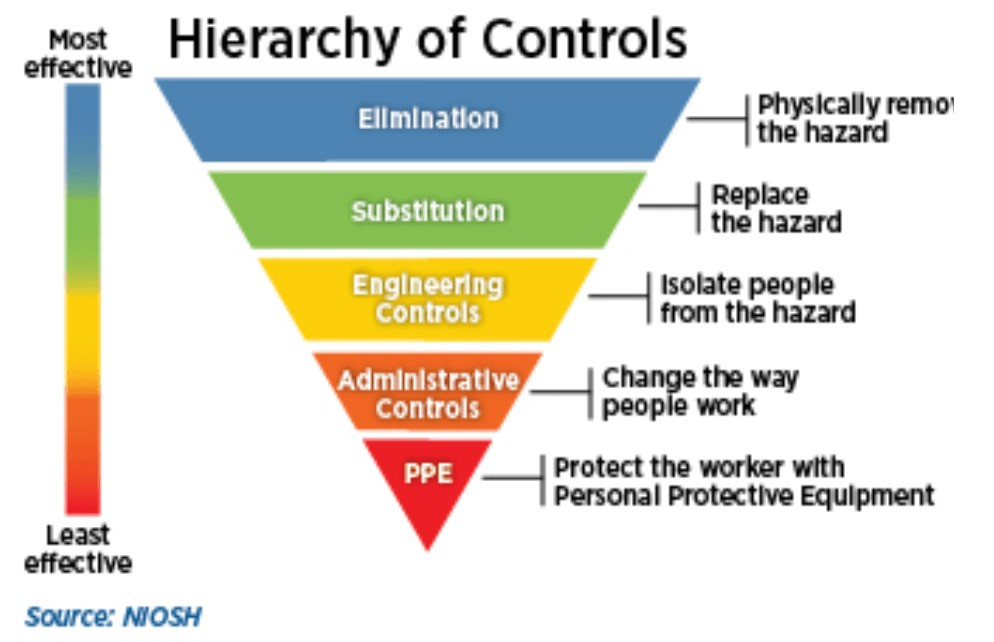 Hierarchy of Controls
Most
effective
Elimination
Physically remov
the hazard
Substitution
Replace
the hazard
Engineering
Controls
Isolate people
from the hazard
Administrative
Controls
Change the way
people work
PPE
Protect the worker with
Personal Protective Equipment
Least
effective
Source: NIOSH